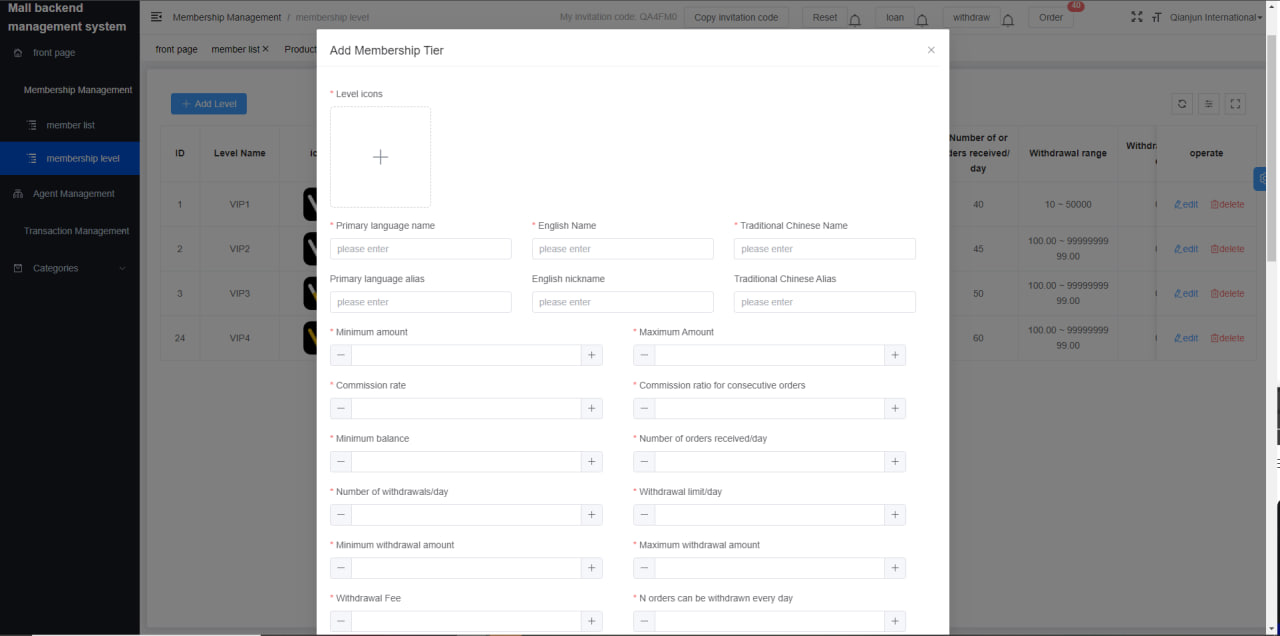 Mall backend
management system
Membership Management / membership level
My invitation code: QA4FM0
Copy invitation code
Reset
loan
withdraw
Order
40
Qianjun International
front page
Membership Management
member list
membership level
Agent Management
Transaction Management
Categories
front page
member list ×
Product
+ Add Level
ID
Level Name
Number of or
ders received/
day
Withdrawal range
operate
1
VIP1
40
10 ~ 50000
edit
delete
2
VIP2
45
100.00 ~ 99999999
99.00
edit
delete
3
VIP3
50
100.00 ~ 99999999
99.00
edit
delete
24
VIP4
60
100.00 ~ 99999999
99.00
edit
delete
Add Membership Tier
* Level icons
* Primary language name
* English Name
* Traditional Chinese Name
please enter
please enter
please enter
Primary language alias
English nickname
Traditional Chinese Alias
please enter
please enter
please enter
* Minimum amount
* Maximum Amount
* Commission rate
* Commission ratio for consecutive orders
* Minimum balance
* Number of orders received/day
* Number of withdrawals/day
* Withdrawal limit/day
* Minimum withdrawal amount
* Maximum withdrawal amount
* Withdrawal Fee
* N orders can be withdrawn every day